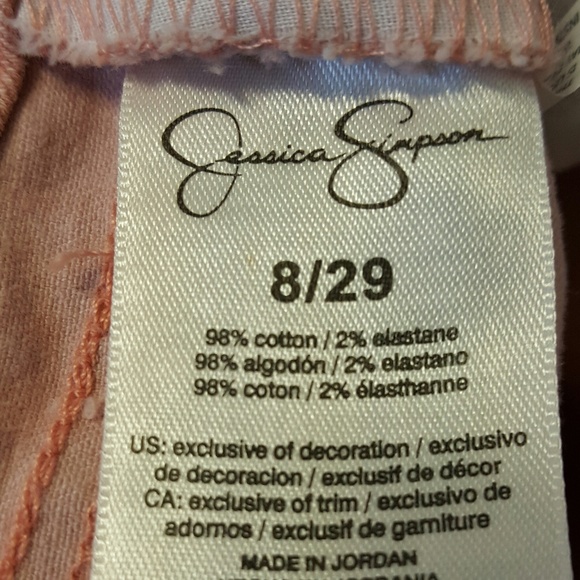 Jessica Simpson
8/29
98% cotton / 2% elastane
98% algodón / 2% elastano
98% coton / 2% élasthanne
US: exclusive of decoration / exclusivo
de decoracion / exclusif de décor
CA: exclusive of trim / exclusivo de
adornos / exclusif de garniture
MADE IN JORDAN